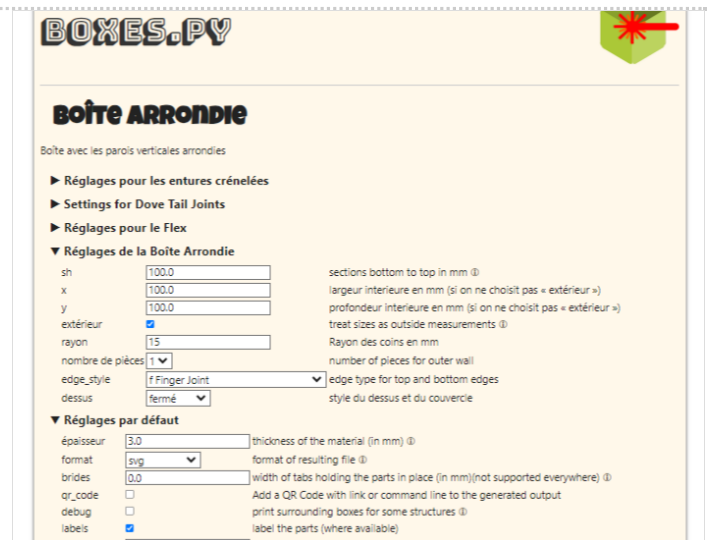 BOXES.PY
BOÎTE ARRONDIE
Boîte avec les parois verticales arrondies
▶ Réglages pour les entures crénelées
▶ Settings for Dove Tail Joints
▶ Réglages pour le Flex
▼ Réglages de la Boîte Arrondie
sh 100.0 sections bottom to top in mm 🛈
x 100.0 largeur interieure en mm (si on ne choisit pas « extérieur »)
y 100.0 profondeur interieure en mm (si on ne choisit pas « extérieur »)
extérieur treat sizes as outside measurements 🛈
rayon 15 Rayon des coins en mm
nombre de pièces 1 number of pieces for outer wall
edge_style f Finger Joint edge type for top and bottom edges
dessus fermé style du dessus et du couvercle
▼ Réglages par défaut
épaisseur 3.0 thickness of the material (in mm) 🛈
format svg format of resulting file 🛈
brides 0.0 width of tabs holding the parts in place (in mm)(not supported everywhere) 🛈
qr_code Add a QR Code with link or command line to the generated output
debug print surrounding boxes for some structures 🛈
labels label the parts (where available)